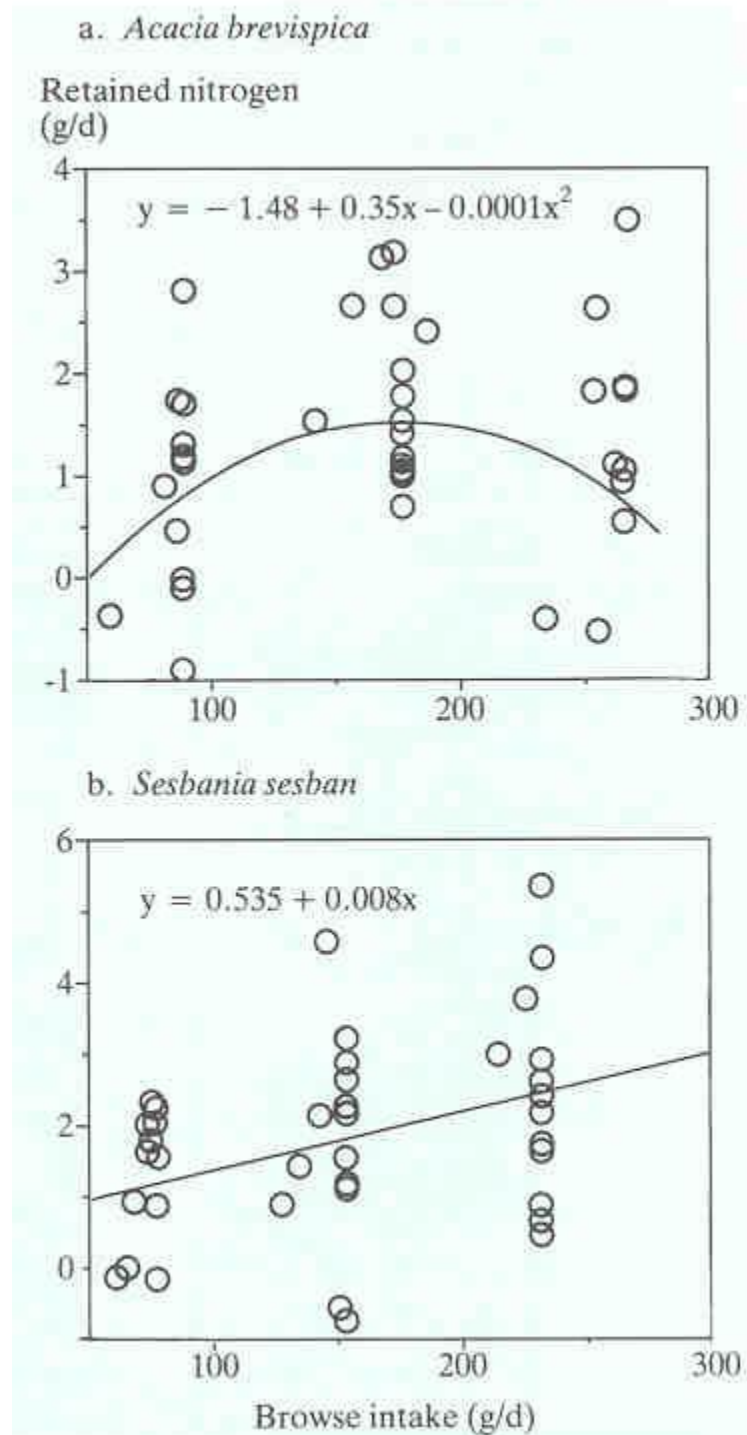 a. Acacia brevispica
Retained nitrogen
(g/d)
4
y = − 1.48 + 0.35x − 0.0001x²
3
2
1
0
-1
100 200 300
b. Sesbania sesban
6
y = 0.535 + 0.008x
4
2
0
100 200 300
Browse intake (g/d)